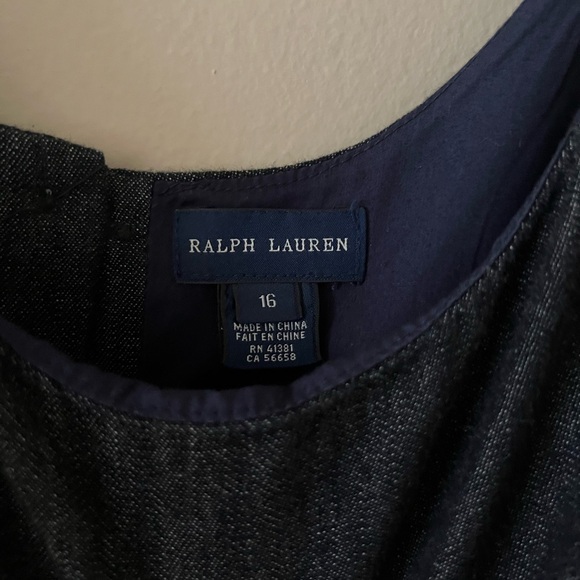 RALPH LAUREN
16
MADE IN CHINA
FAIT EN CHINE
RN 41381
CA 56658